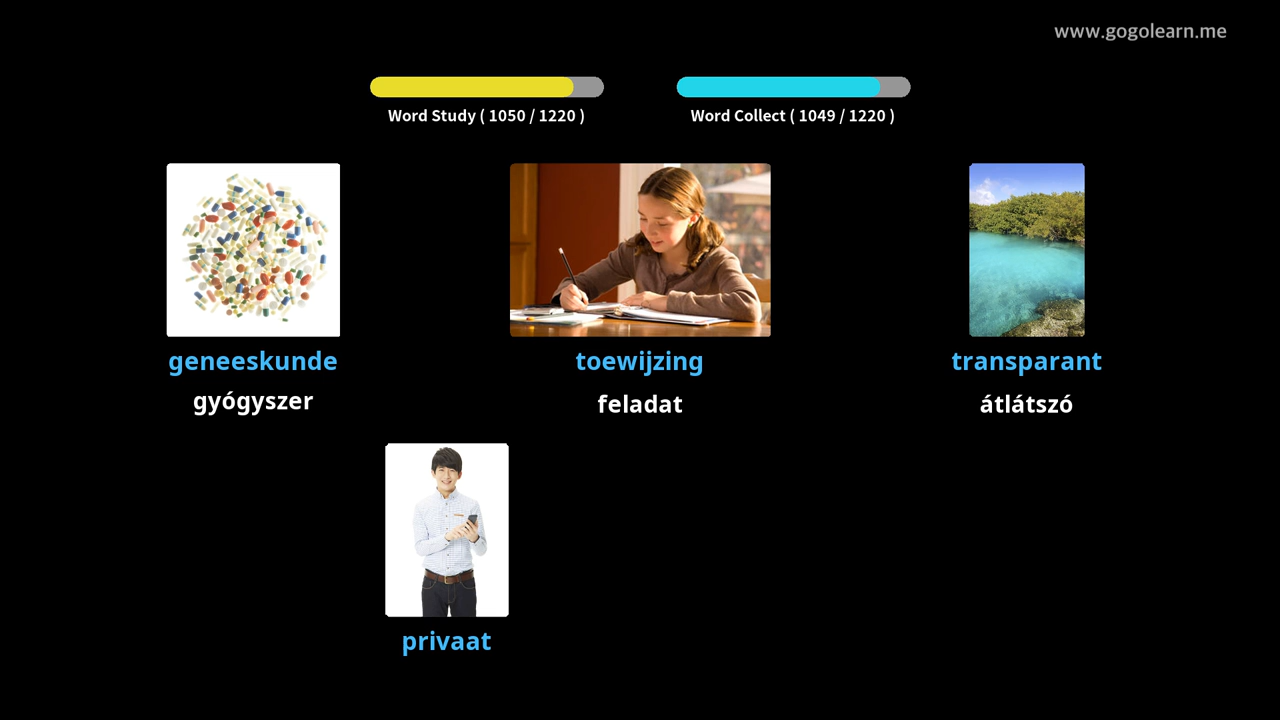 www.gogolearn.me
Word Study ( 1050 / 1220 )
Word Collect ( 1049 / 1220 )
geneeskunde
toewijzing
transparant
gyógyszer
feladat
átlátszó
privaat